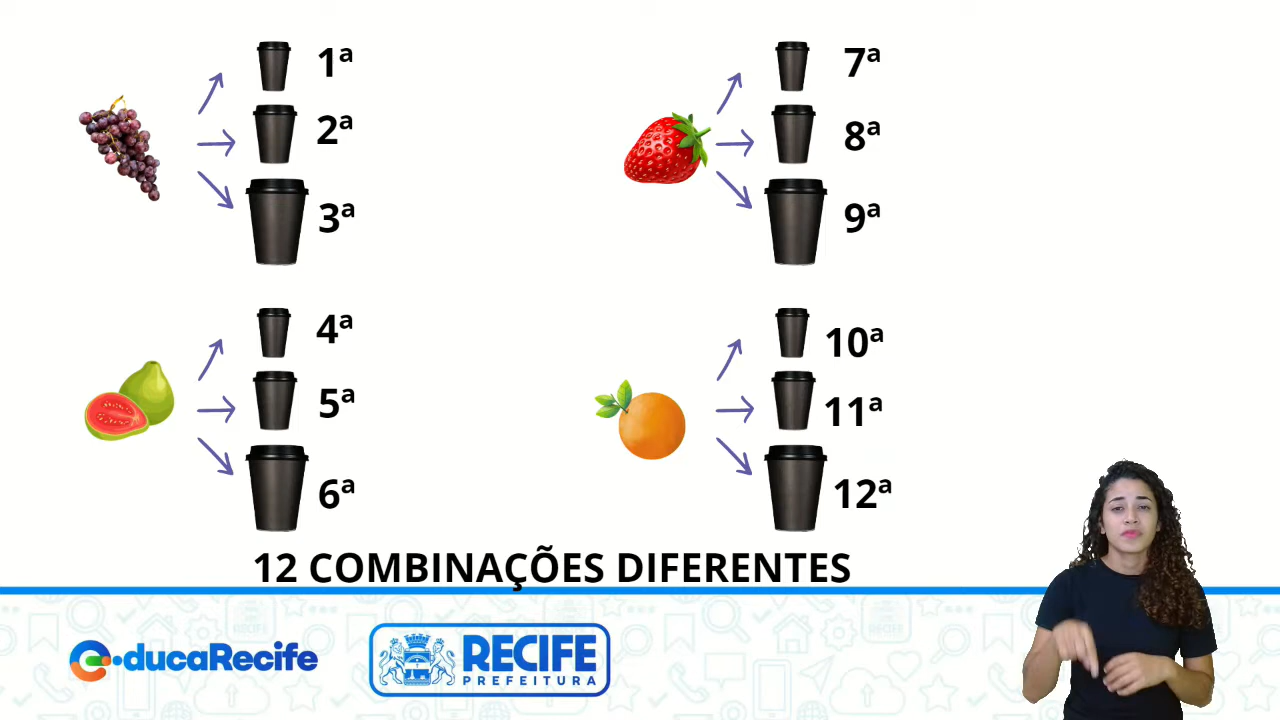 1ª
2ª
3ª
4ª
5ª
6ª
7ª
8ª
9ª
10ª
11ª
12ª
12 COMBINAÇÕES DIFERENTES
EducaRecife
RECIFE
PREFEITURA